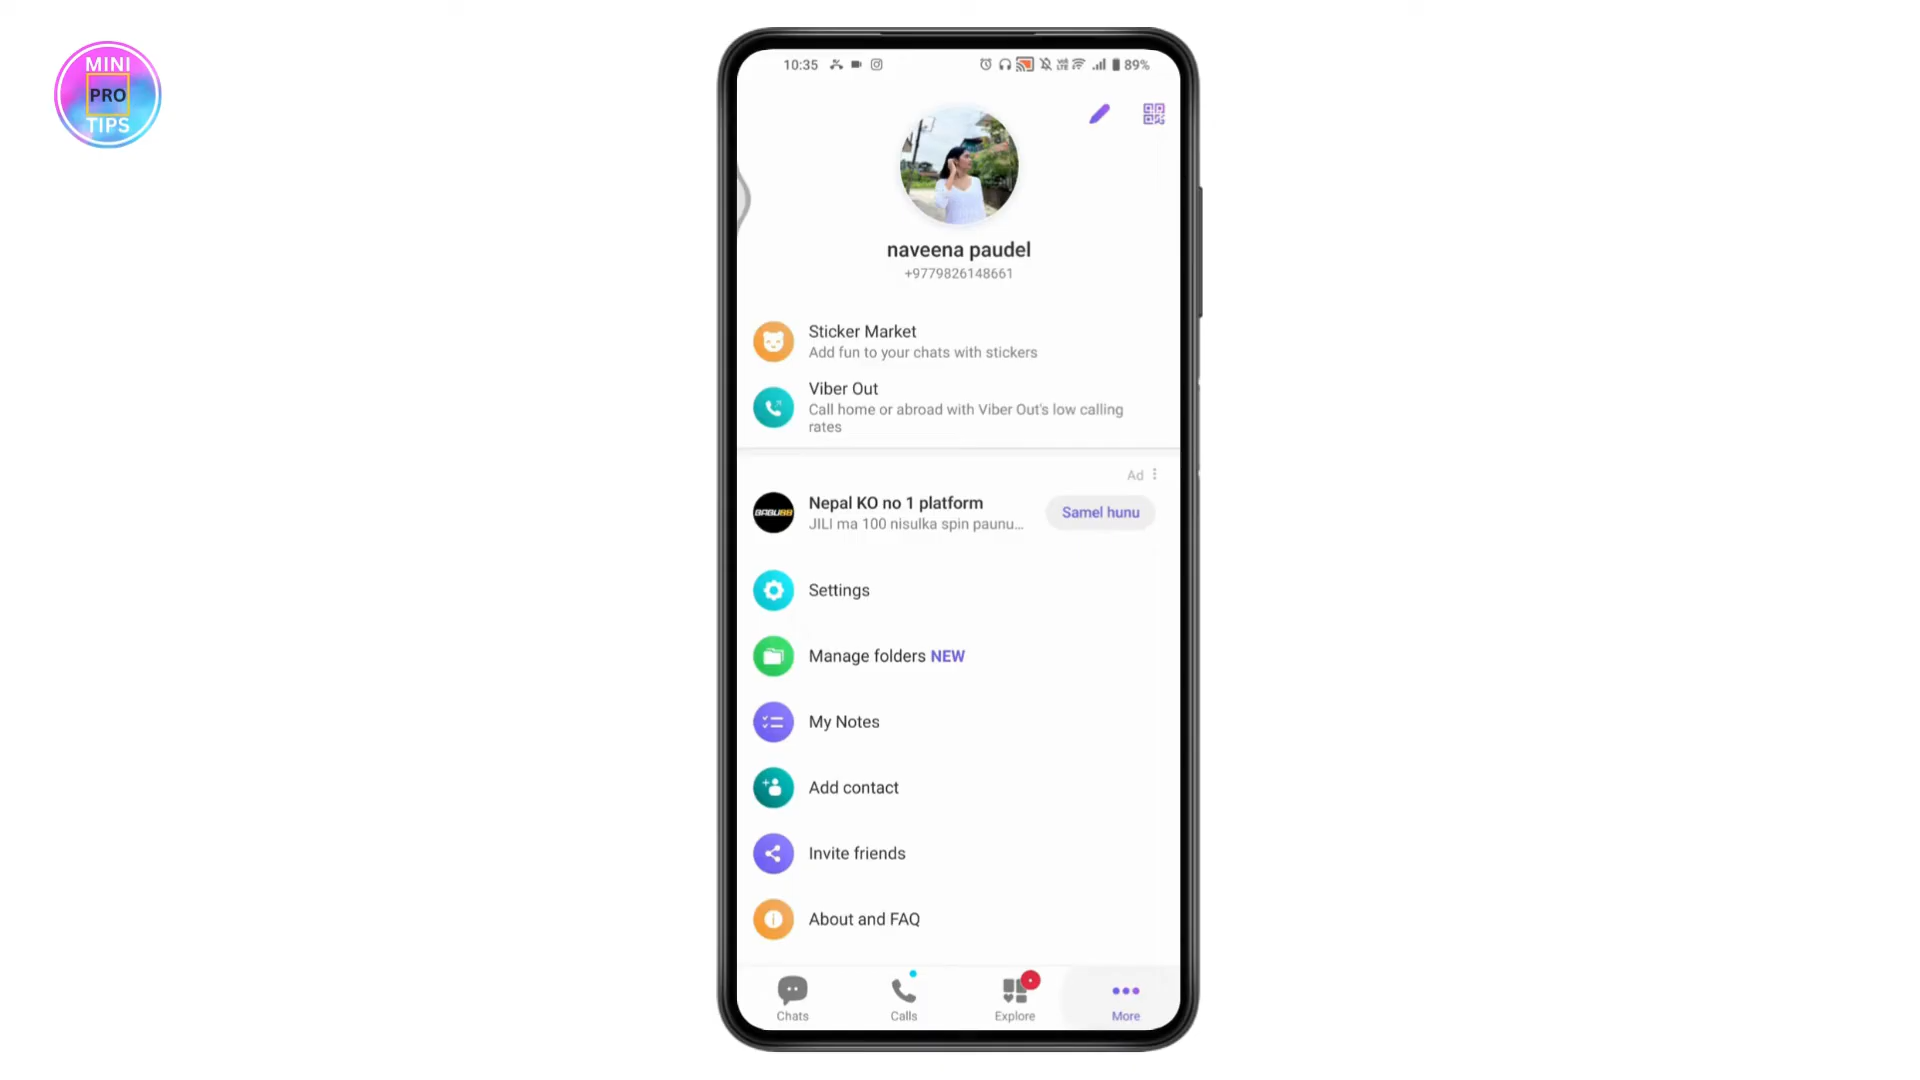 MINI
PRO
TIPS
10:35
89%
naveena paudel
+9779826148661
Sticker Market
Add fun to your chats with stickers
Viber Out
Call home or abroad with Viber Out's low calling
rates
Ad
BABU88
Nepal KO no 1 platform
JILI ma 100 nisulka spin paunu...
Samel hunu
Settings
Manage folders NEW
My Notes
Add contact
Invite friends
About and FAQ
Chats
Calls
Explore
More